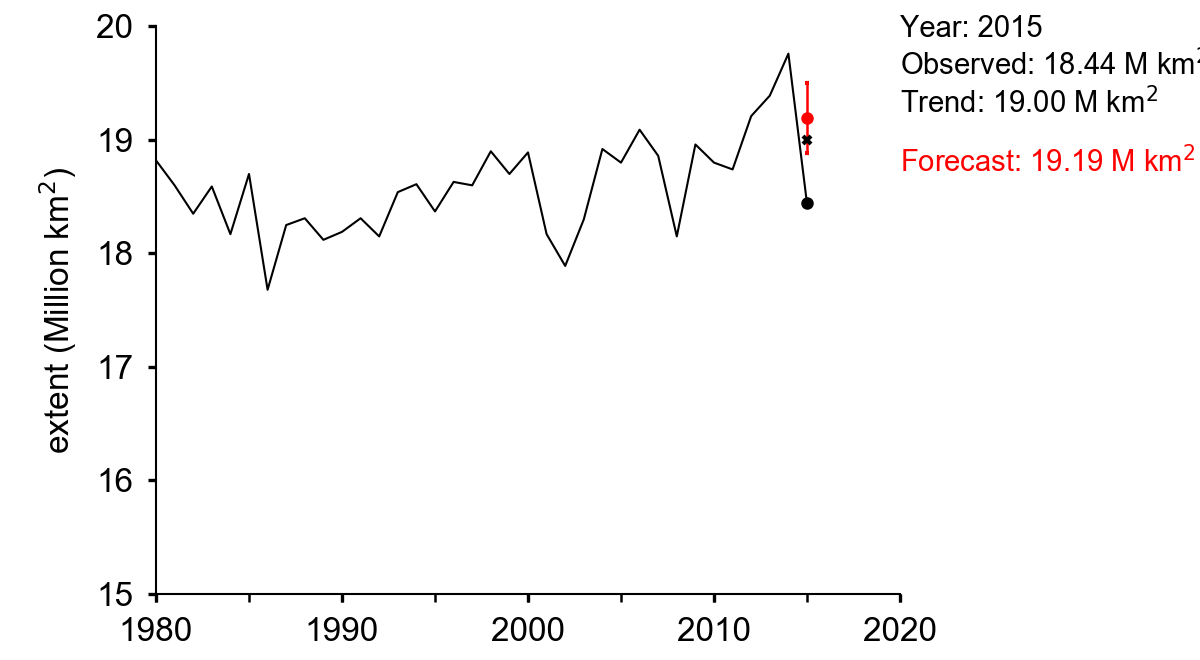 Year: 2015
Observed: 18.44 M km²
Trend: 19.00 M km²
Forecast: 19.19 M km²
extent (Million km²)
20
19
18
17
16
15
1980 1990 2000 2010 2020